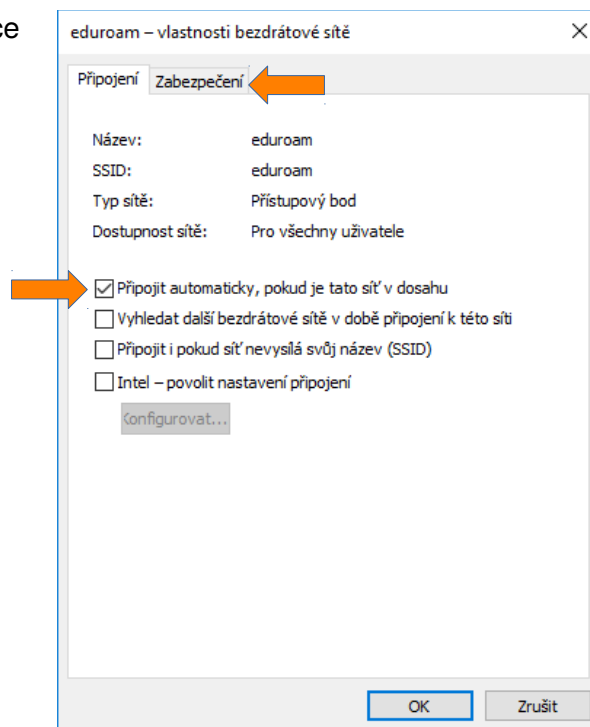 ce
eduroam – vlastnosti bezdrátové sítě
Připojení Zabezpečení
Název: eduroam
SSID: eduroam
Typ sítě: Přístupový bod
Dostupnost sítě: Pro všechny uživatele
Připojit automaticky, pokud je tato síť v dosahu
Vyhledat další bezdrátové sítě v době připojení k této síti
Připojit i pokud síť nevysílá svůj název (SSID)
Intel – povolit nastavení připojení
Konfigurovat...
OK Zrušit